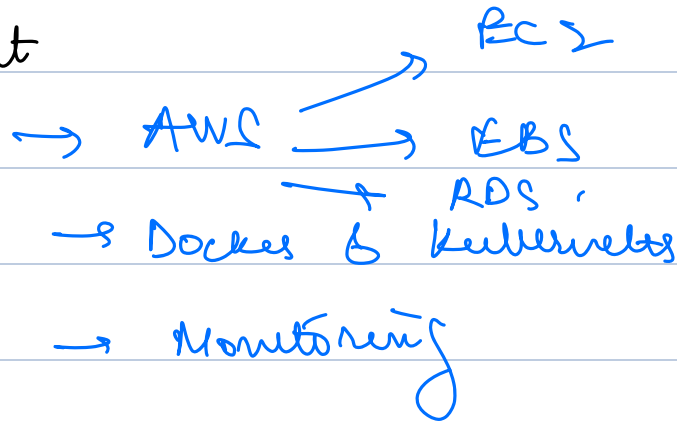 t
EC2
→ AWS → EBS
RDS
→ Docker & Kubernetes
→ Monitoring